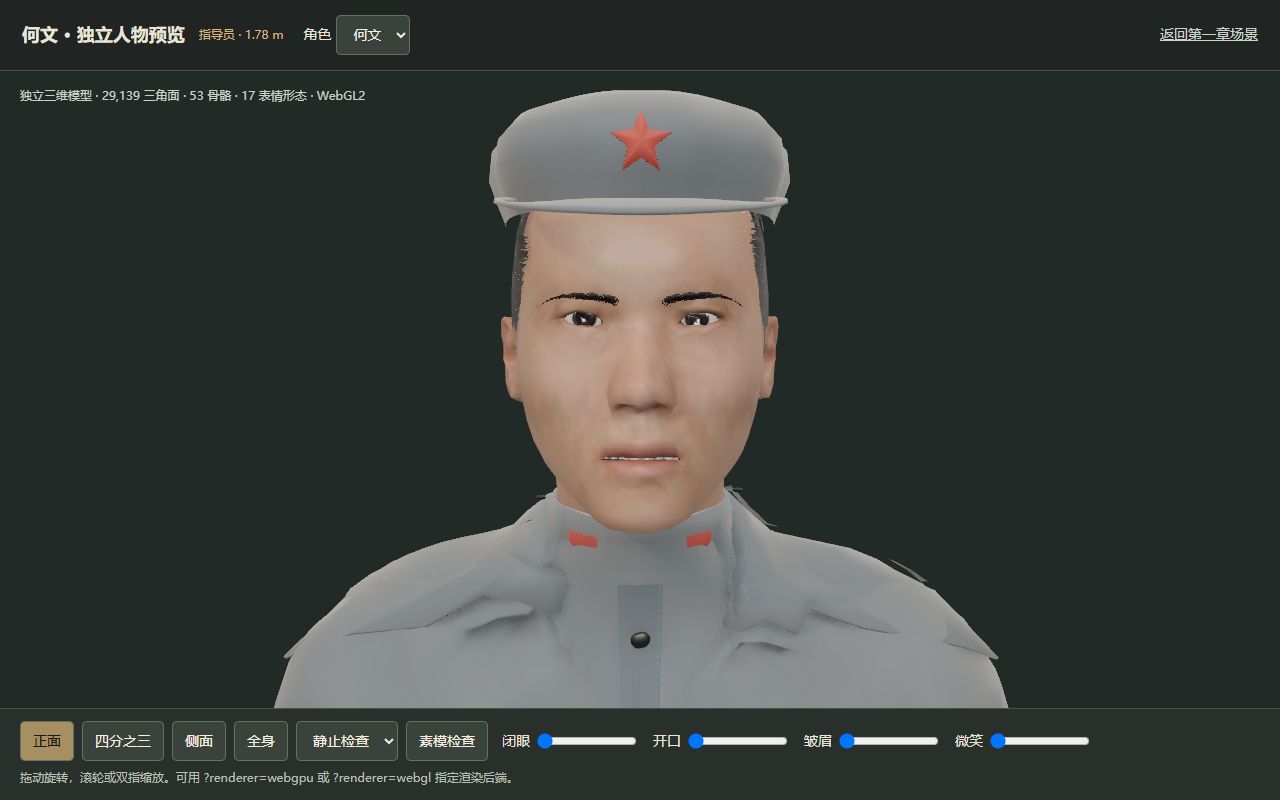 何文 • 独立人物预览 指导员 · 1.78 m 角色 何文 返回第一章场景
独立三维模型 · 29,139 三角面 · 53 骨骼 · 17 表情形态 · WebGL2
正面 四分之三 侧面 全身 静止检查 素模检查 闭眼 开口 皱眉 微笑
拖动旋转，滚轮或双指缩放。可用 ?renderer=webgpu 或 ?renderer=webgl 指定渲染后端。